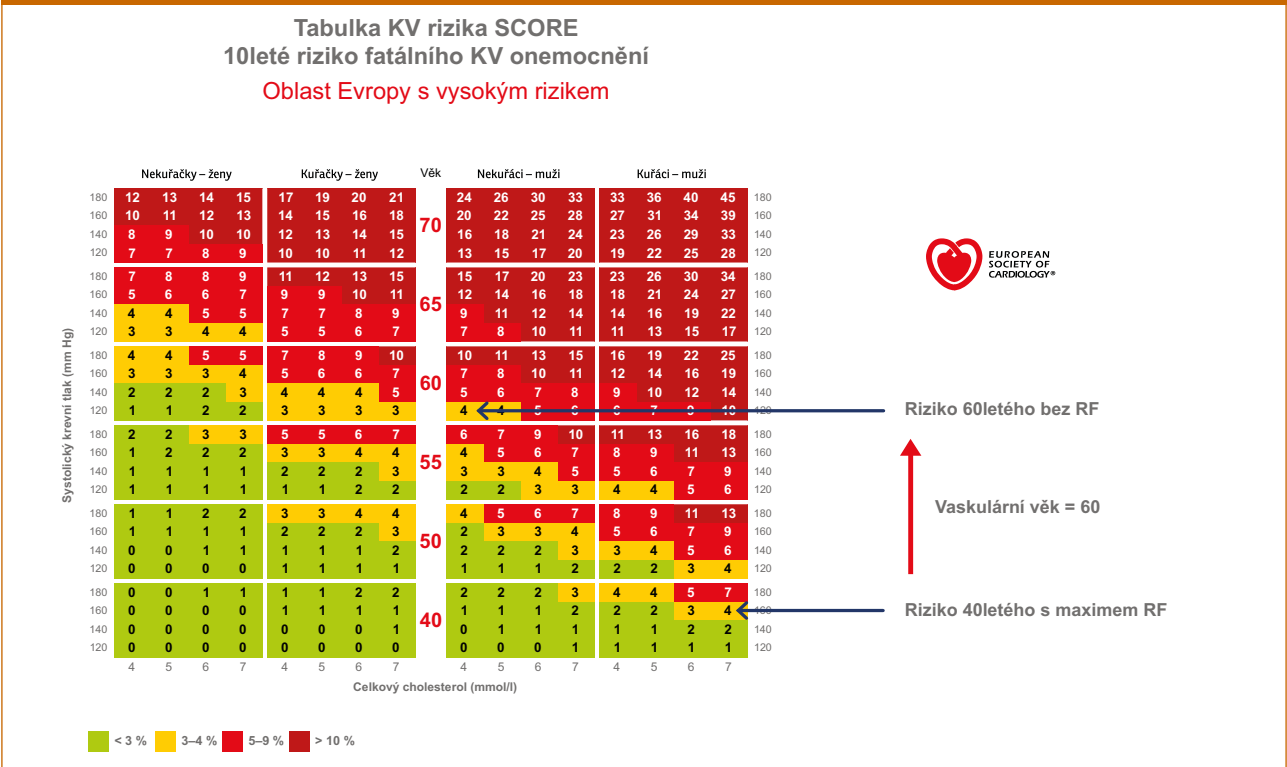 Tabulka KV rizika SCORE
10leté riziko fatálního KV onemocnění
Oblast Evropy s vysokým rizikem
Nekuřačky – ženy Kuřačky – ženy Věk Nekuřáci – muži Kuřáci – muži
180 12 13 14 15 17 19 20 21 24 26 30 33 33 36 40 45 180
160 10 11 12 13 14 15 16 18 20 22 25 28 27 31 34 39 160
70
140 8 9 10 10 12 13 14 15 16 18 21 24 23 26 29 33 140
120 7 7 8 9 10 10 11 12 13 15 17 20 19 22 25 28 120
180 7 8 8 9 11 12 13 15 15 17 20 23 23 26 30 34 180
160 5 6 6 7 9 9 10 11 12 14 16 18 18 21 24 27 160
65
140 4 4 5 5 7 7 8 9 9 11 12 14 14 16 19 22 140
120 3 3 4 4 5 5 6 7 7 8 10 11 11 13 15 17 120
180 4 4 5 5 7 8 9 10 10 11 13 15 16 19 22 25 180
160 3 3 3 4 5 6 6 7 7 8 10 11 12 14 16 19 160
60
140 2 2 2 3 4 4 4 5 5 6 7 8 9 10 12 14 140
120 1 1 2 2 3 3 3 3 4 4 5 7 9 10 120
180 2 2 3 3 5 5 6 7 6 7 9 10 11 13 16 18 180
160 1 2 2 2 3 3 4 4 4 5 6 7 8 9 11 13 160
55
140 1 1 1 1 2 2 2 3 3 3 4 5 5 6 7 9 140
120 1 1 1 1 1 1 2 2 2 2 3 3 4 4 5 6 120
180 1 1 2 2 3 3 4 4 4 5 6 7 8 9 11 13 180
160 1 1 1 1 2 2 2 3 2 3 3 4 5 6 7 9 160
50
140 0 0 1 1 1 1 1 2 2 2 2 3 3 4 5 6 140
120 0 0 0 0 1 1 1 1 1 1 2 2 2 2 3 4 120
180 0 0 1 1 1 1 2 2 2 2 2 3 4 4 5 7 180
160 0 0 0 0 1 1 1 1 1 1 1 2 2 2 3 4 160
40
140 0 0 0 0 0 0 0 1 0 1 1 1 1 1 2 2 140
120 0 0 0 0 0 0 0 0 0 0 0 1 1 1 1 1 120
4 5 6 7 4 5 6 7 4 5 6 7 4 5 6 7
Celkový cholesterol (mmol/l)
Systolický krevní tlak (mm Hg)
< 3 % 3–4 % 5–9 % > 10 %
EUROPEAN
SOCIETY OF
CARDIOLOGY®
Riziko 60letého bez RF
Vaskulární věk = 60
Riziko 40letého s maximem RF